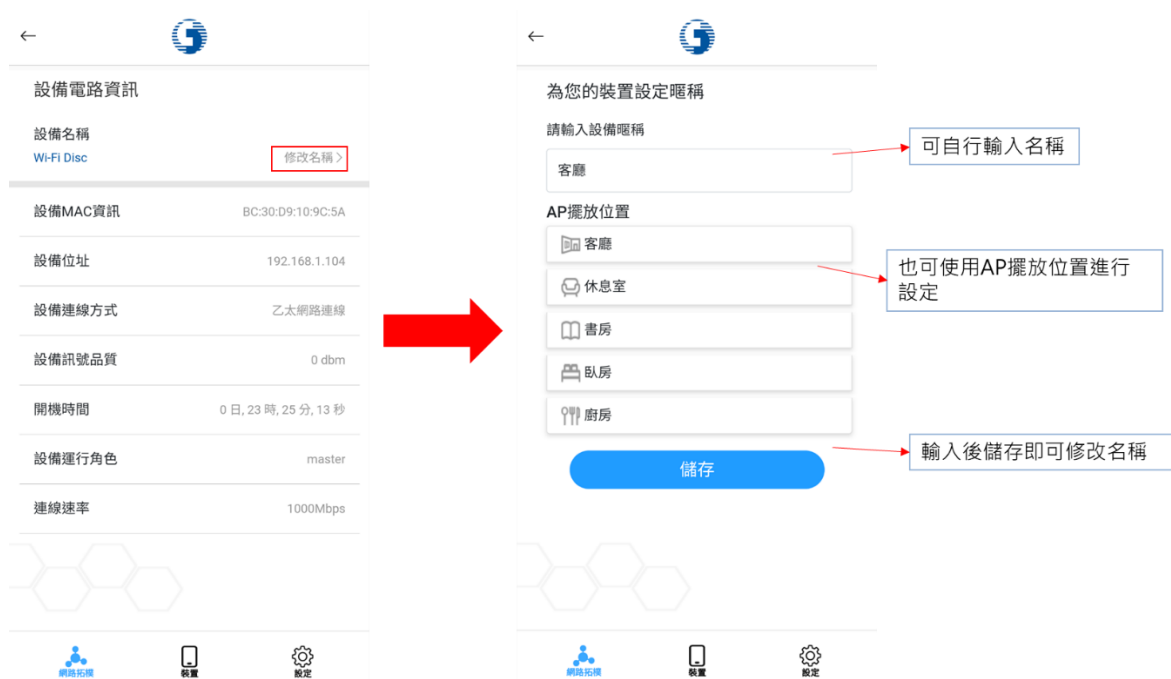 設備電路資訊
設備名稱
Wi-Fi Disc
修改名稱
設備MAC資訊
BC:30:D9:10:9C:5A
設備位址
192.168.1.104
設備連線方式
乙太網路連線
設備訊號品質
0 dbm
開機時間
0 日, 23 時, 25 分, 13 秒
設備運行角色
master
連線速率
1000Mbps
網路拓樸
裝置
設定
為您的裝置設定暱稱
請輸入設備暱稱
客廳
AP擺放位置
客廳
休息室
書房
臥房
廚房
儲存
網路拓樸
裝置
設定
可自行輸入名稱
也可使用AP擺放位置進行
設定
輸入後儲存即可修改名稱